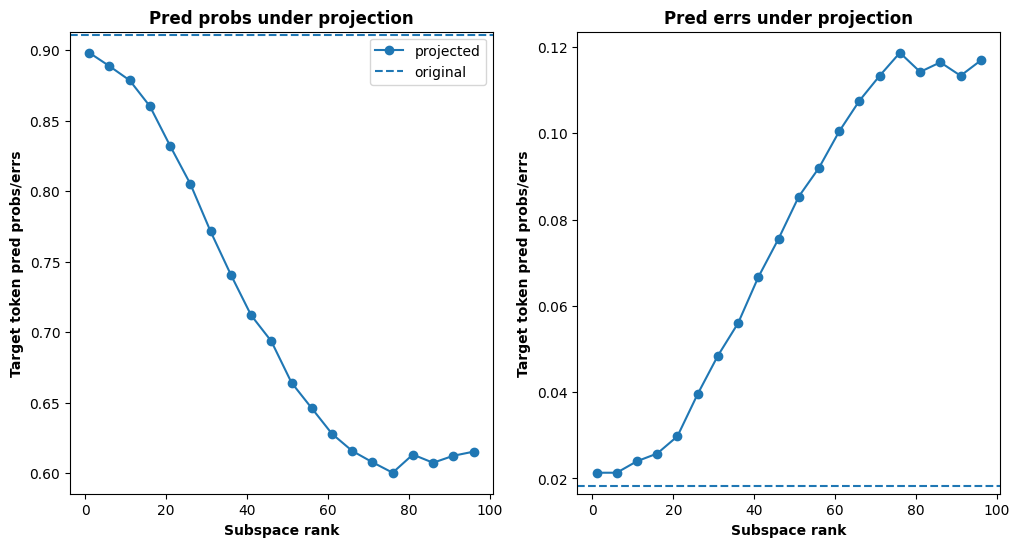 Pred probs under projection
Target token pred probs/errs
0.90
0.85
0.80
0.75
0.70
0.65
0.60
projected
original
0 20 40 60 80 100
Subspace rank
Pred errs under projection
Target token pred probs/errs
0.12
0.10
0.08
0.06
0.04
0.02
0 20 40 60 80 100
Subspace rank